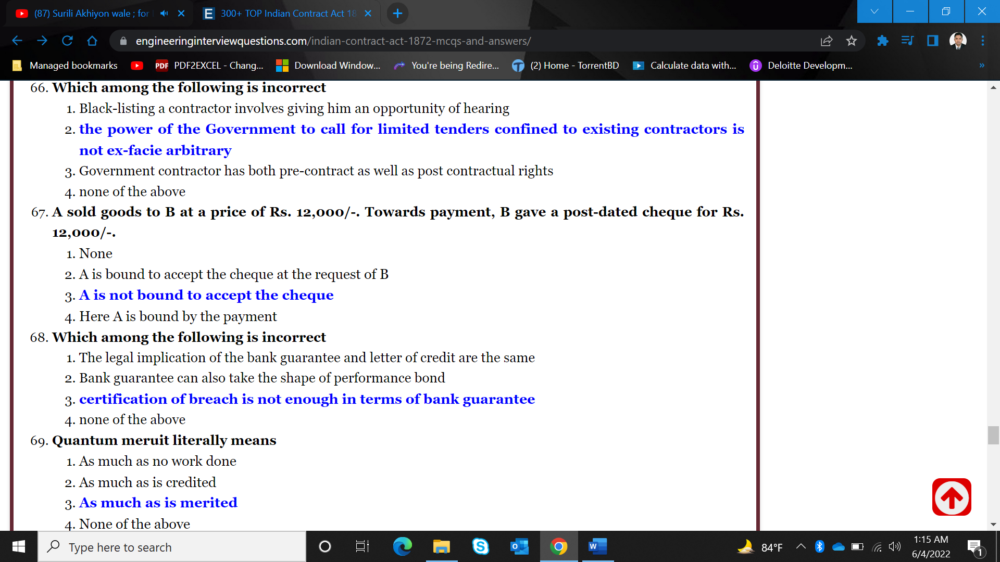 (87) Surili Akhiyon wale ; for
300+ TOP Indian Contract Act 18
engineeringinterviewquestions.com/indian-contract-act-1872-mcqs-and-answers/
Managed bookmarks PDF PDF2EXCEL - Chang... Download Window... You're being Redire... (2) Home - TorrentBD Calculate data with... Deloitte Developm... »
66. Which among the following is incorrect
1. Black-listing a contractor involves giving him an opportunity of hearing
2. the power of the Government to call for limited tenders confined to existing contractors is
not ex-facie arbitrary
3. Government contractor has both pre-contract as well as post contractual rights
4. none of the above
67. A sold goods to B at a price of Rs. 12,000/-. Towards payment, B gave a post-dated cheque for Rs.
12,000/-.
1. None
2. A is bound to accept the cheque at the request of B
3. A is not bound to accept the cheque
4. Here A is bound by the payment
68. Which among the following is incorrect
1. The legal implication of the bank guarantee and letter of credit are the same
2. Bank guarantee can also take the shape of performance bond
3. certification of breach is not enough in terms of bank guarantee
4. none of the above
69. Quantum meruit literally means
1. As much as no work done
2. As much as is credited
3. As much as is merited
4. None of the above
Type here to search
84°F
1:15 AM
6/4/2022
1